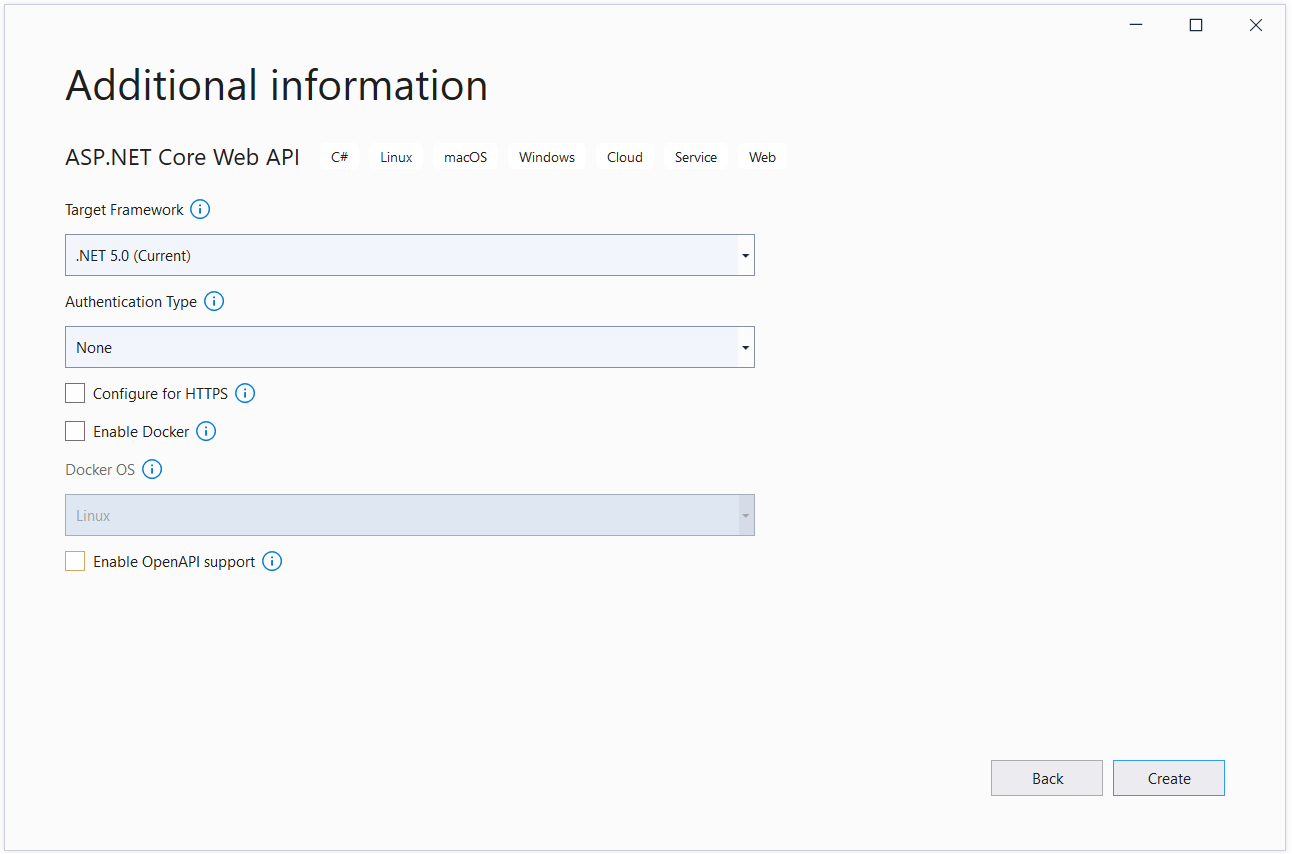 Additional information
ASP.NET Core Web API C# Linux macOS Windows Cloud Service Web
Target Framework
.NET 5.0 (Current)
Authentication Type
None
Configure for HTTPS
Enable Docker
Docker OS
Linux
Enable OpenAPI support
Back Create